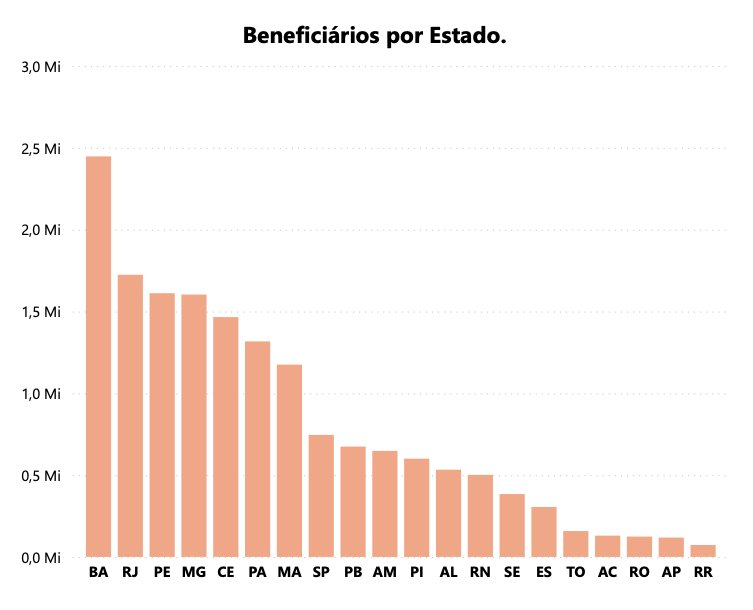 Beneficiários por Estado.
3,0 Mi
2,5 Mi
2,0 Mi
1,5 Mi
1,0 Mi
0,5 Mi
0,0 Mi
BA RJ PE MG CE PA MA SP PB AM PI AL RN SE ES TO AC RO AP RR